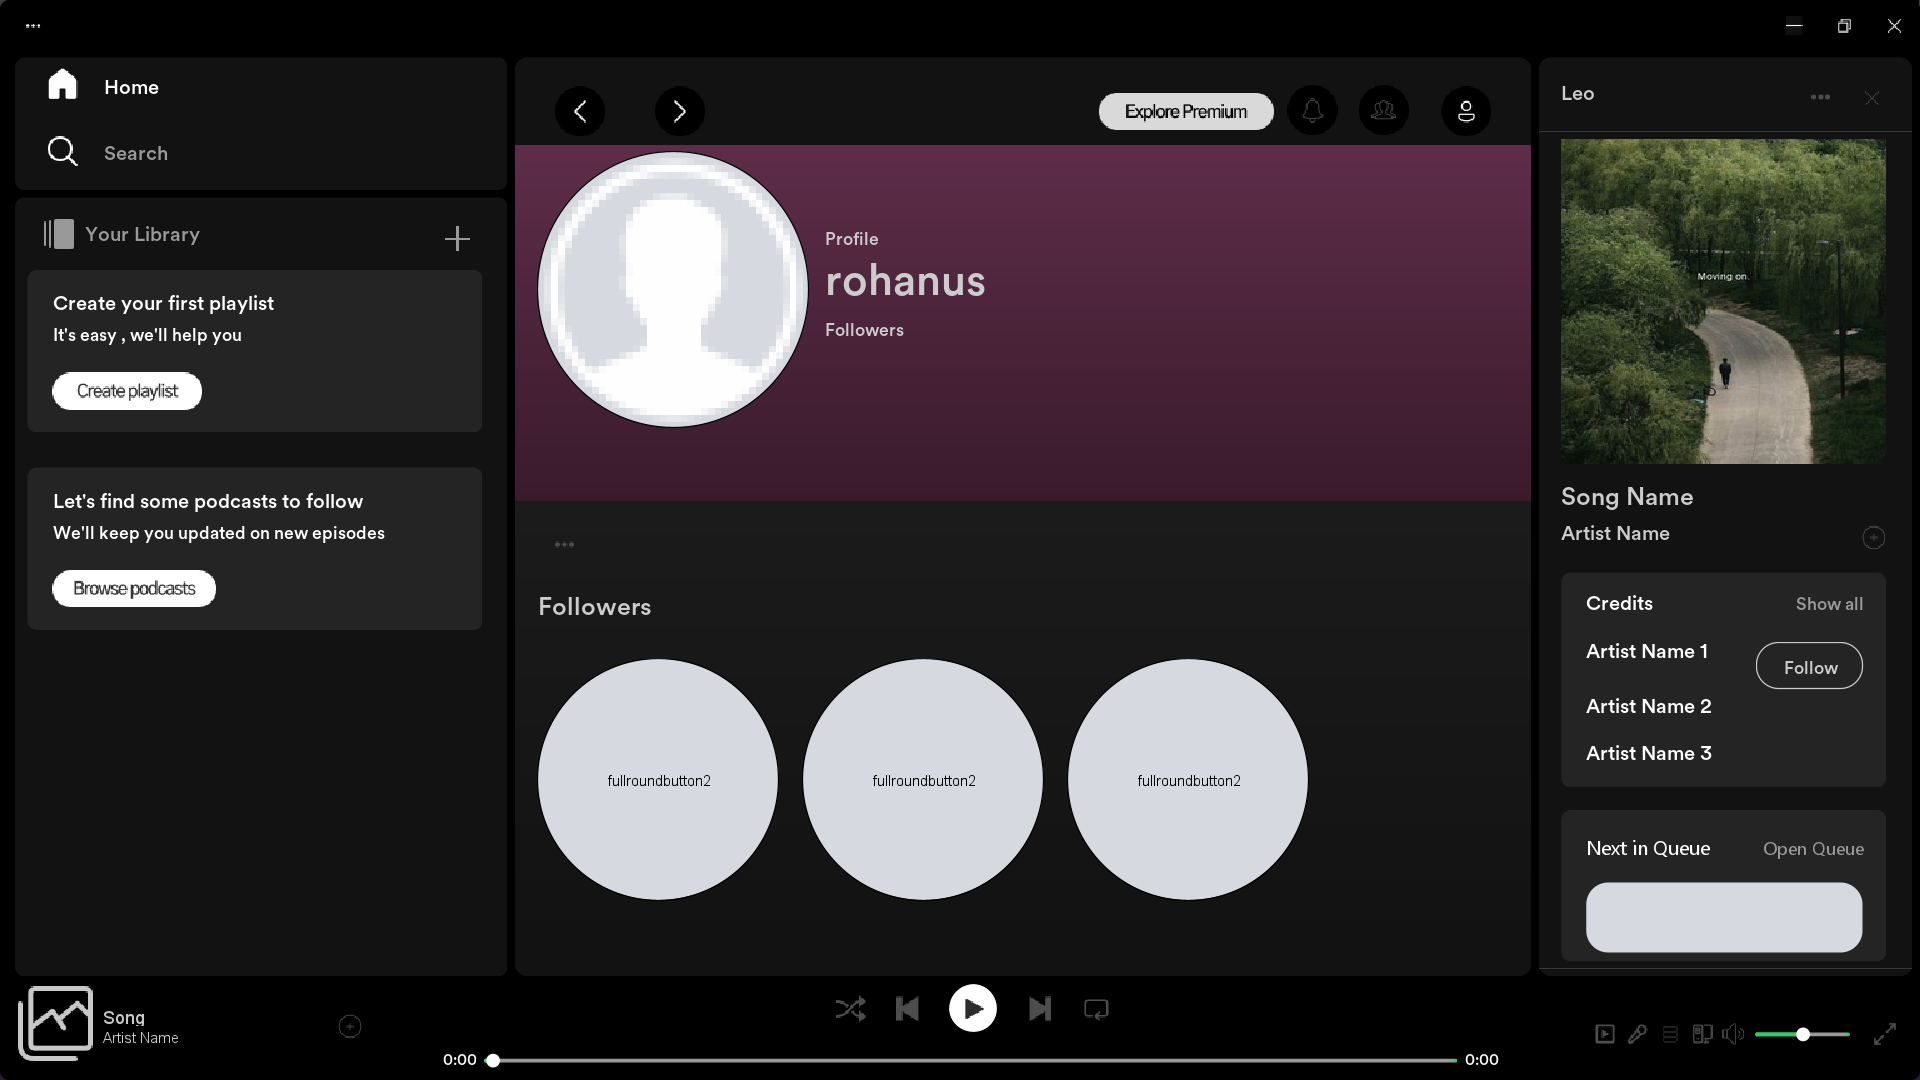 Home
Search
Your Library
Create your first playlist
It's easy , we'll help you
Create playlist
Let's find some podcasts to follow
We'll keep you updated on new episodes
Browse podcasts
Explore Premium
Profile
rohanus
Followers
Followers
fullroundbutton2
fullroundbutton2
fullroundbutton2
Leo
Moving on.
Song Name
Artist Name
Credits
Show all
Artist Name 1
Follow
Artist Name 2
Artist Name 3
Next in Queue
Open Queue
Song
Artist Name
0:00
0:00